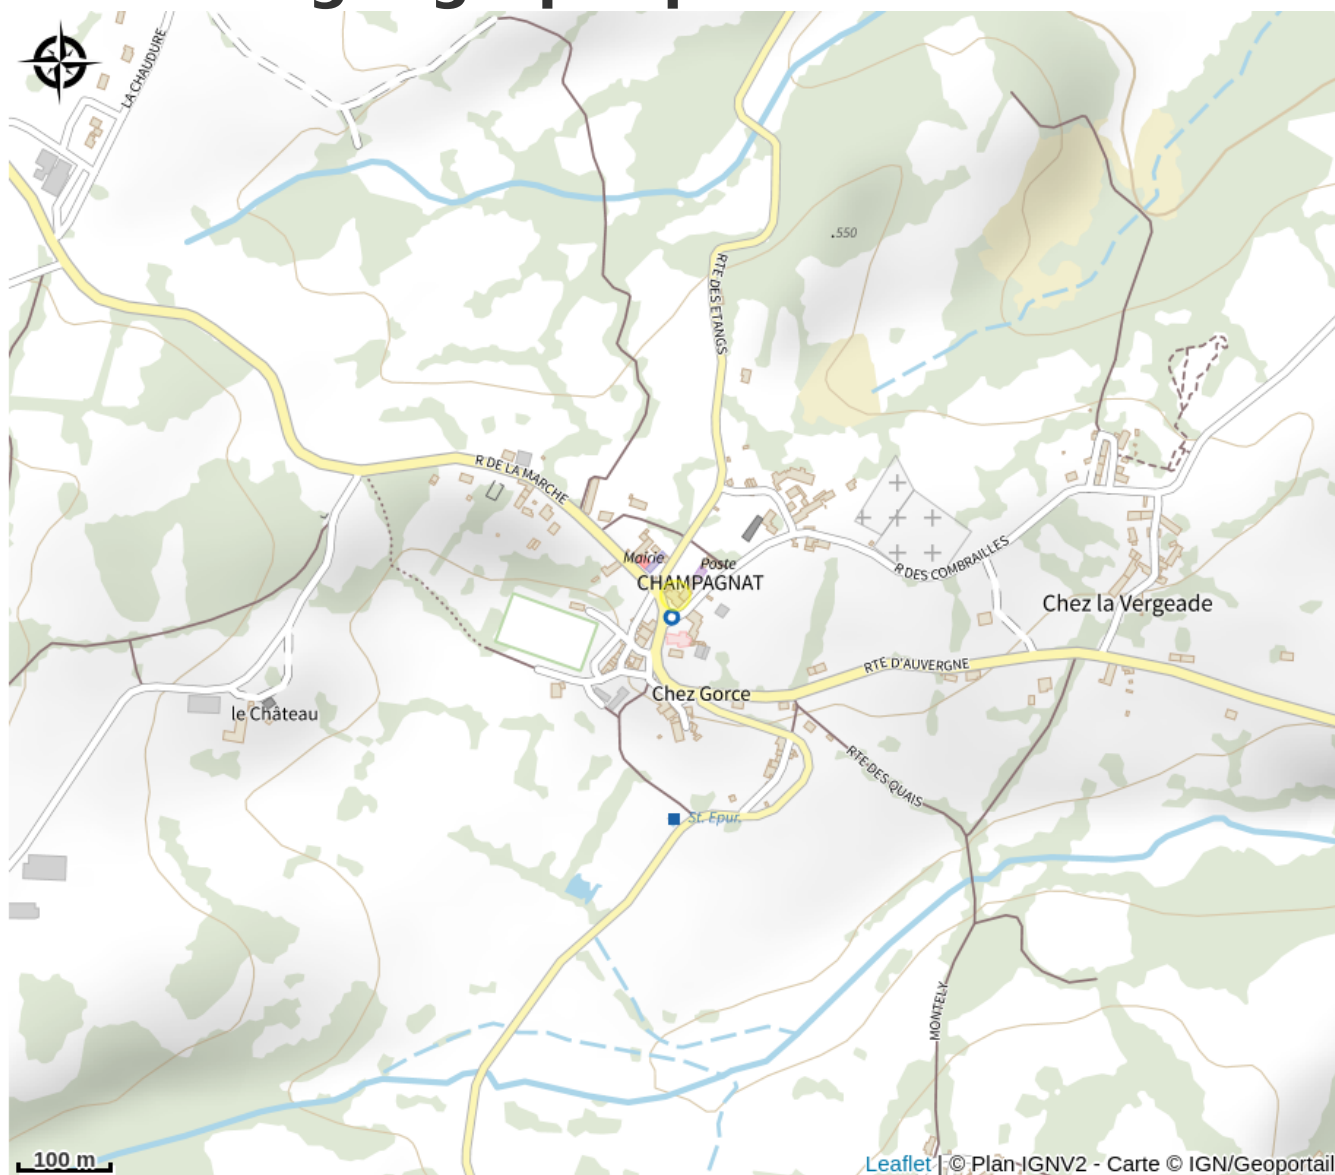 LA CHAUDURE
.550
RTE DES ETANGS
R DE LA MARCHE
Mairie
Poste
CHAMPAGNAT
R DES COMBRAILLES
Chez la Vergeade
RTE D'AUVERGNE
Chez Gorce
le Château
RTE DES QUAIS
St. Epur.
MONTELY
100 m
Leaflet | © Plan IGNV2 - Carte © IGN/Geoportail